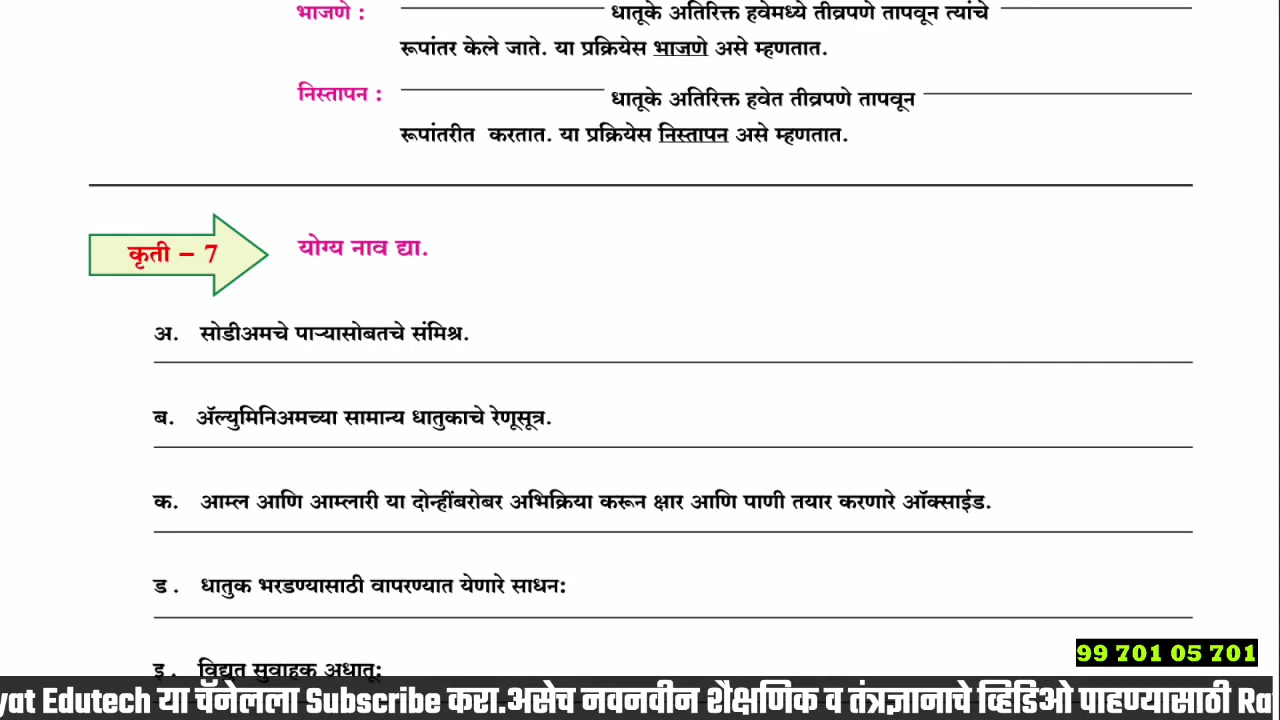 भाजणे : धातूके अतिरिक्त हवेमध्ये तीव्रपणे तापवून त्यांचे
रूपांतर केले जाते. या प्रक्रियेस भाजणे असे म्हणतात.
निस्तापन : धातूके अतिरिक्त हवेत तीव्रपणे तापवून
रूपांतरीत करतात. या प्रक्रियेस निस्तापन असे म्हणतात.
कृती – 7 योग्य नाव द्या.
अ. सोडीअमचे पाऱ्यासोबतचे संमिश्र.
ब. ॲल्युमिनिअमच्या सामान्य धातुकाचे रेणूसूत्र.
क. आम्ल आणि आम्लारी या दोन्हींबरोबर अभिक्रिया करून क्षार आणि पाणी तयार करणारे ऑक्साईड.
ड . धातुक भरडण्यासाठी वापरण्यात येणारे साधन:
99 701 05 701
इ . विद्युत सुवाहक अधातू:
yat Edutech या चॅनेलला Subscribe करा.असेच नवनवीन शैक्षणिक व तंत्रज्ञानाचे व्हिडिओ पाहण्यासाठी Ra